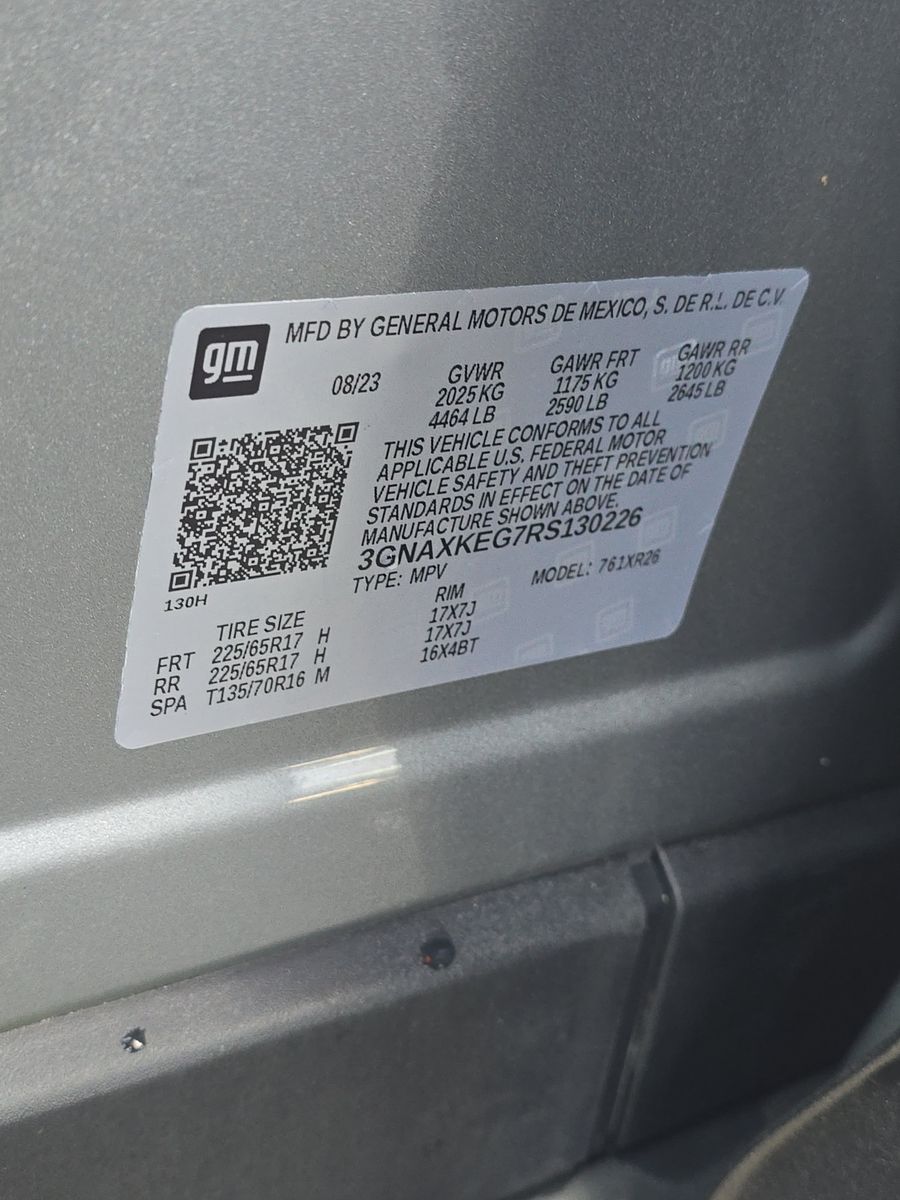 gm
MFD BY GENERAL MOTORS DE MEXICO, S. DE R.L. DE C.V.
08/23 GVWR GAWR FRT GAWR RR
2025 KG 1175 KG 1200 KG
4464 LB 2590 LB 2645 LB
THIS VEHICLE CONFORMS TO ALL
APPLICABLE U.S. FEDERAL MOTOR
VEHICLE SAFETY AND THEFT PREVENTION
STANDARDS IN EFFECT ON THE DATE OF
MANUFACTURE SHOWN ABOVE.
3GNAXKEG7RS130226
TYPE: MPV MODEL: 761XR26
130H
TIRE SIZE RIM
FRT 225/65R17 H 17X7J
RR 225/65R17 H 17X7J
SPA T135/70R16 M 16X4BT